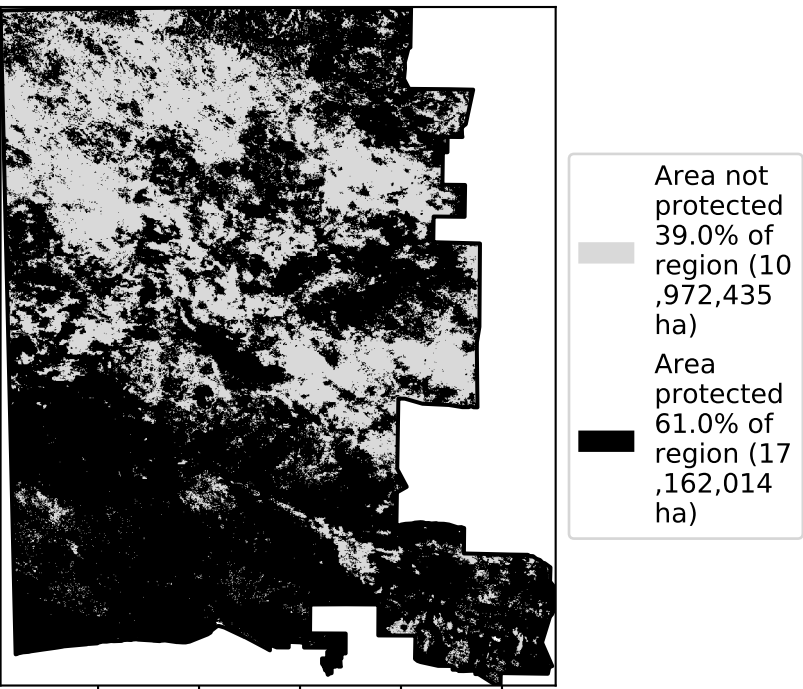 Area not
protected
39.0% of
region (10
,972,435
ha)
Area
protected
61.0% of
region (17
,162,014
ha)